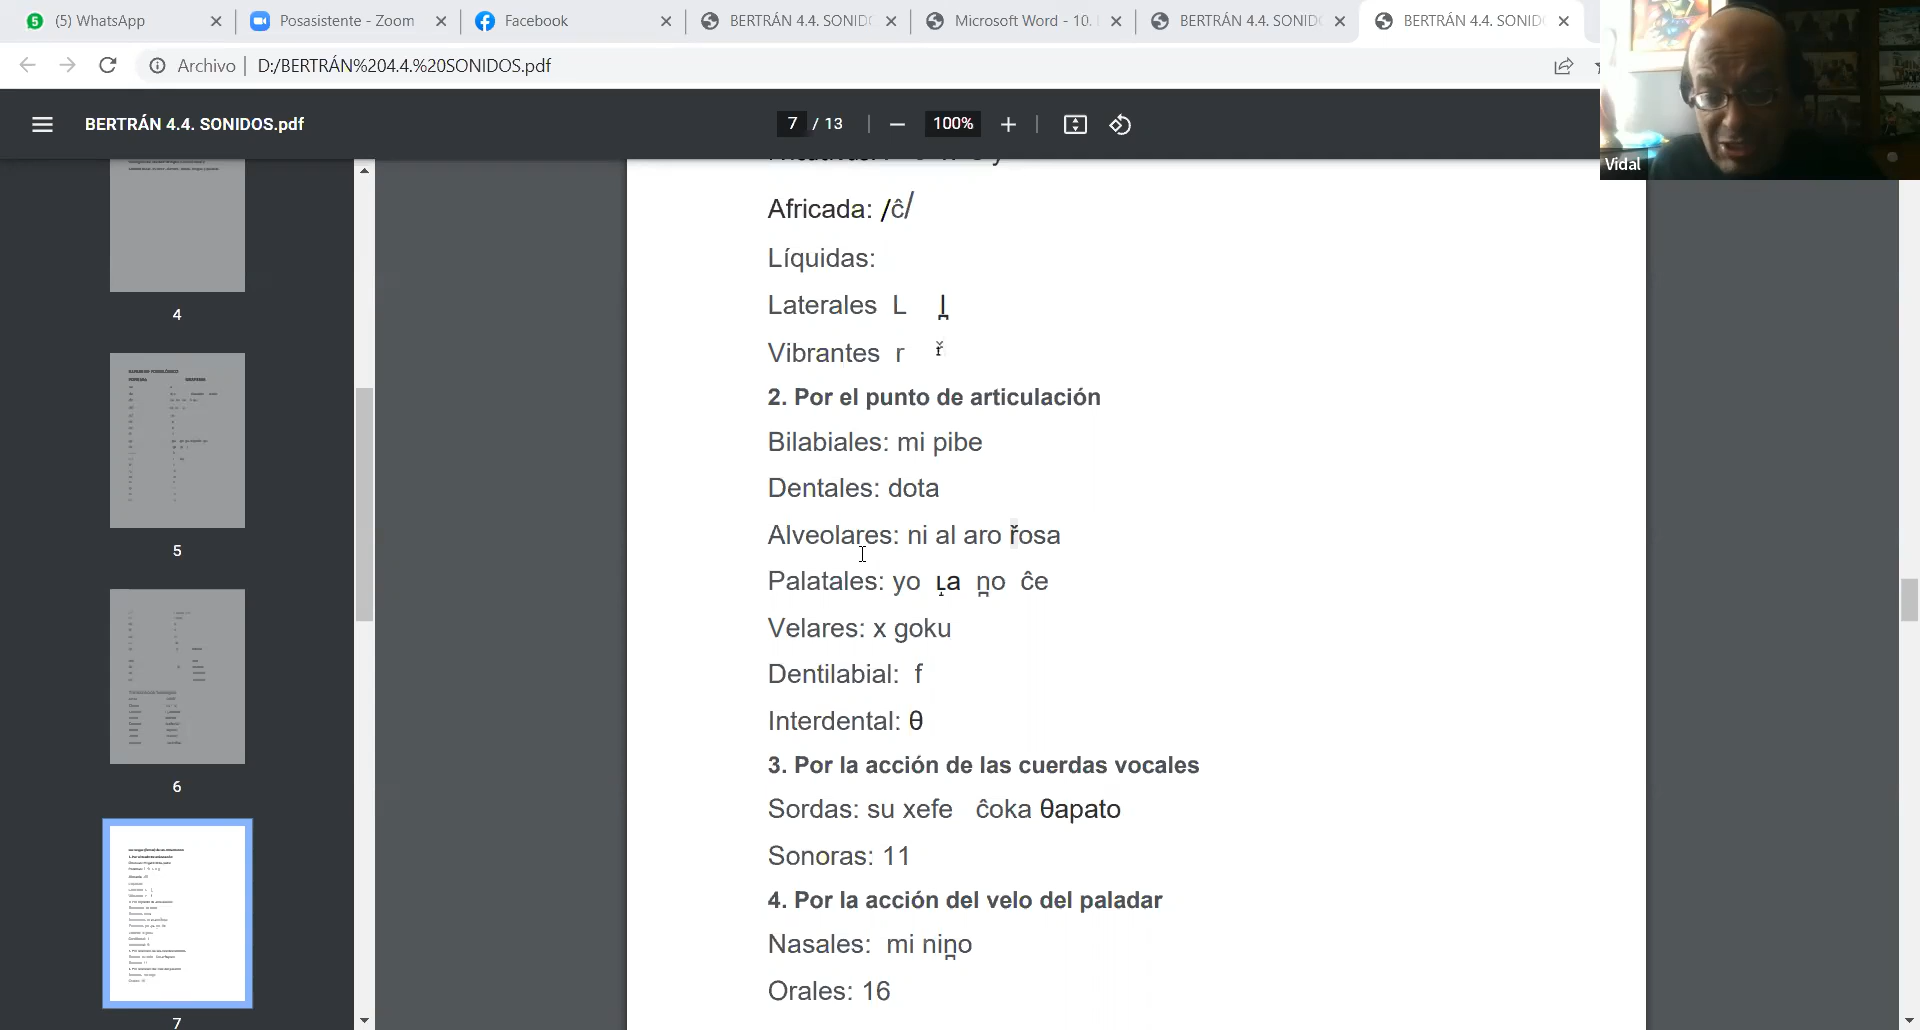 (5) WhatsApp
Posasistente - Zoom
Facebook
BERTRÁN 4.4. SONID
Microsoft Word - 10.
BERTRÁN 4.4. SONID
BERTRÁN 4.4. SONID
Archivo D:/BERTRÁN%204.4.%20SONIDOS.pdf
BERTRÁN 4.4. SONIDOS.pdf
7 / 13
100%
Vidal
4
5
6
7
Africada: /ĉ/
Líquidas:
Laterales L l̪
Vibrantes r ř
2. Por el punto de articulación
Bilabiales: mi pibe
Dentales: dota
Alveolares: ni al aro řosa
Palatales: yo ʟ̩a n̪o ĉe
Velares: x goku
Dentilabial: f
Interdental: θ
3. Por la acción de las cuerdas vocales
Sordas: su xefe ĉoka θapato
Sonoras: 11
4. Por la acción del velo del paladar
Nasales: mi nin̪o
Orales: 16